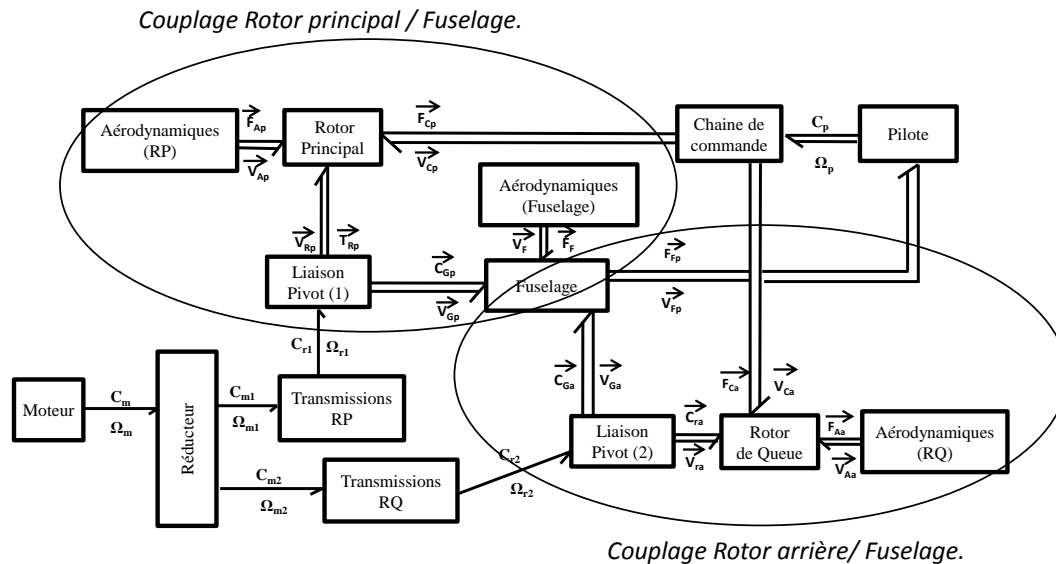 Couplage Rotor principal / Fuselage.
Aérodynamiques
(RP)
F_Ap
V_Ap
Rotor
Principal
F_Cp
V_Cp
Chaine de
commande
C_p
Ω_p
Pilote
Aérodynamiques
(Fuselage)
V_F
F_F
V_Rp
T_Rp
Liaison
Pivot (1)
C_Gp
V_Gp
Fuselage
F_Fp
V_Fp
C_r1
Ω_r1
C_Ga
V_Ga
F_Ca
V_Ca
Moteur
C_m
Ω_m
Réducteur
C_m1
Ω_m1
Transmissions
RP
C_m2
Ω_m2
Transmissions
RQ
C_r2
Ω_r2
Liaison
Pivot (2)
C_ra
V_ra
Rotor
de Queue
F_Aa
V_Aa
Aérodynamiques
(RQ)
Couplage Rotor arrière/ Fuselage.